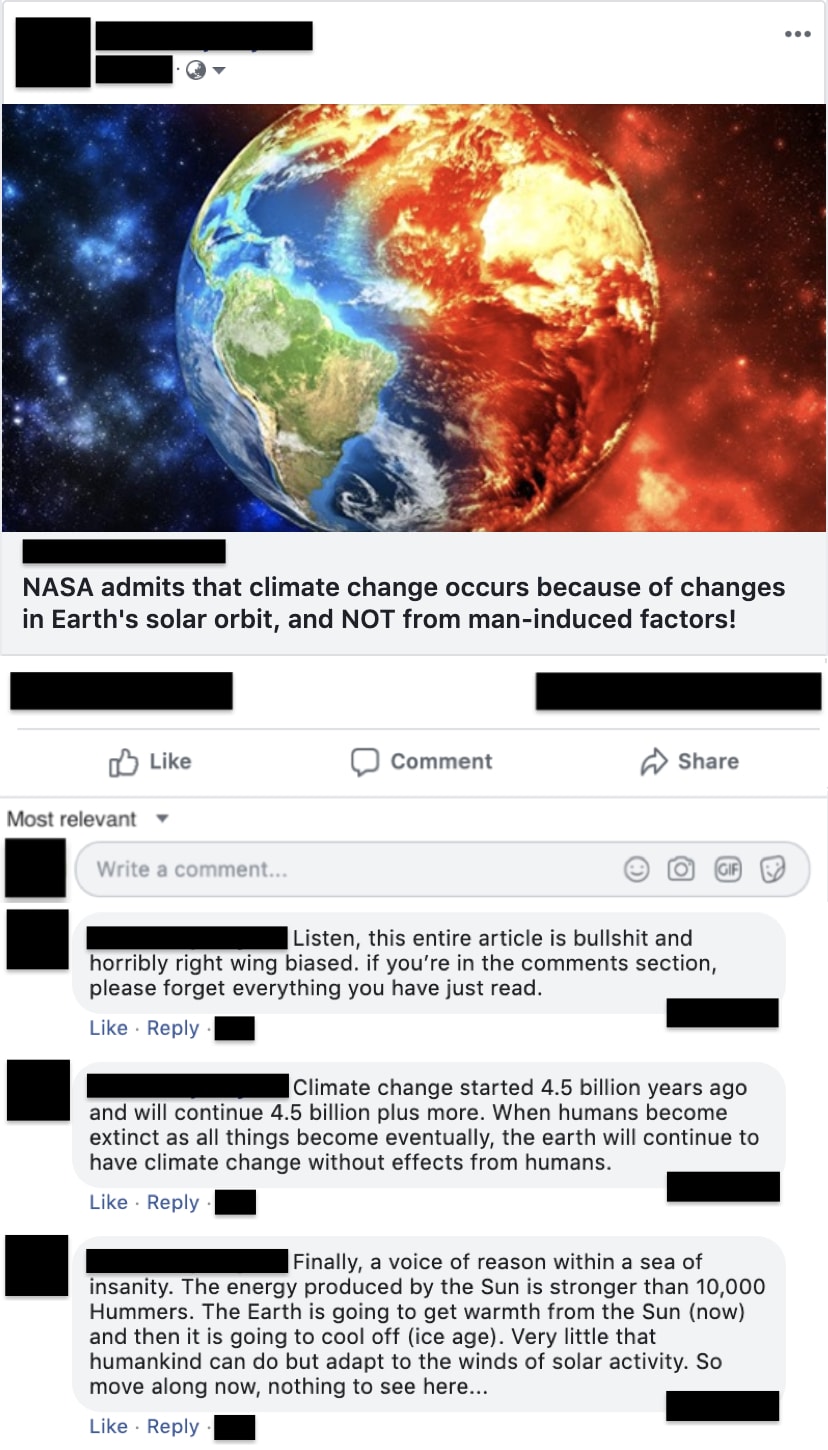 NASA admits that climate change occurs because of changes
in Earth's solar orbit, and NOT from man-induced factors!
Like
Comment
Share
Most relevant
Write a comment...
GIF
Listen, this entire article is bullshit and
horribly right wing biased. if you’re in the comments section,
please forget everything you have just read.
Like · Reply ·
Climate change started 4.5 billion years ago
and will continue 4.5 billion plus more. When humans become
extinct as all things become eventually, the earth will continue to
have climate change without effects from humans.
Like · Reply ·
Finally, a voice of reason within a sea of
insanity. The energy produced by the Sun is stronger than 10,000
Hummers. The Earth is going to get warmth from the Sun (now)
and then it is going to cool off (ice age). Very little that
humankind can do but adapt to the winds of solar activity. So
move along now, nothing to see here...
Like · Reply ·